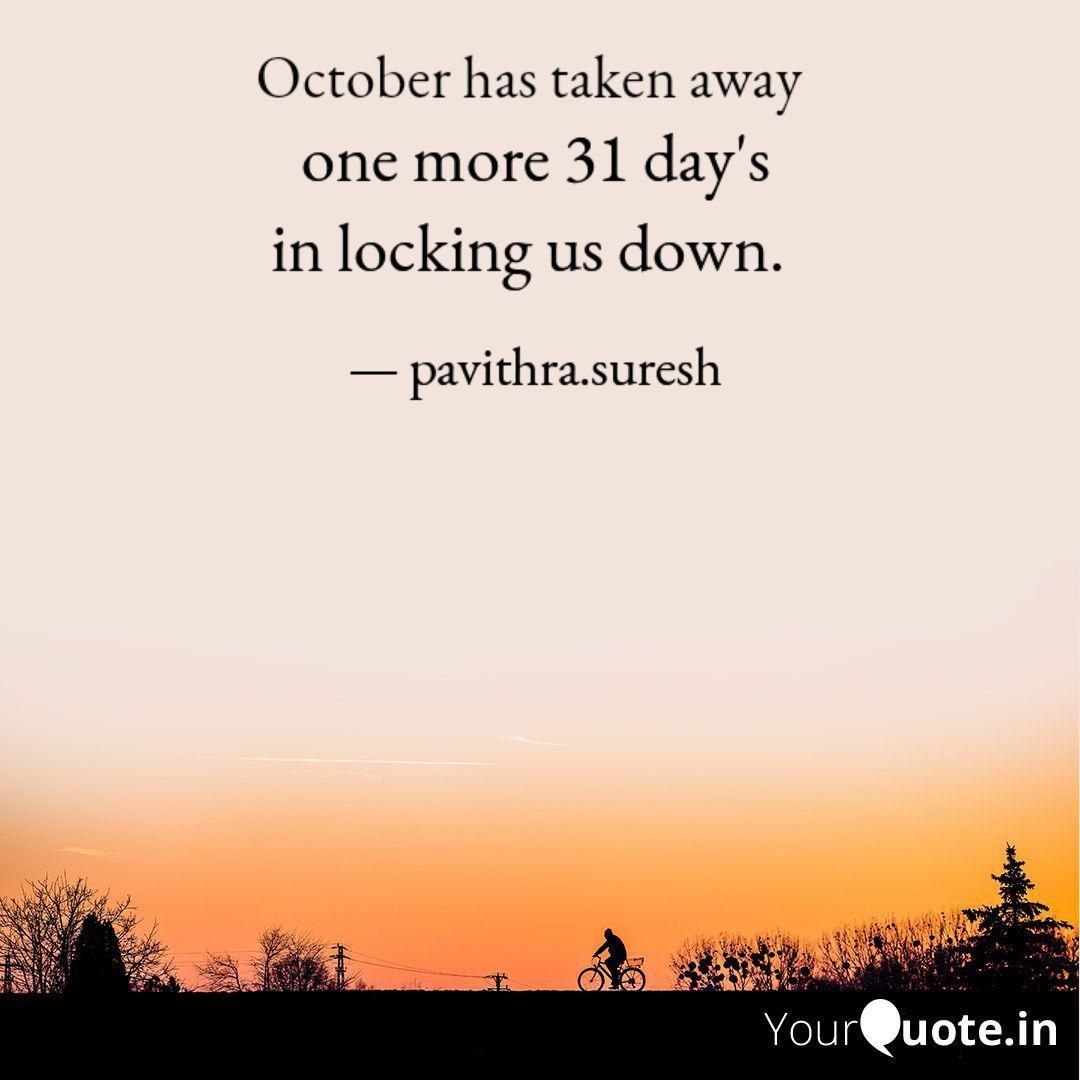 October has taken away
one more 31 day's
in locking us down.
— pavithra.suresh
YourQuote.in